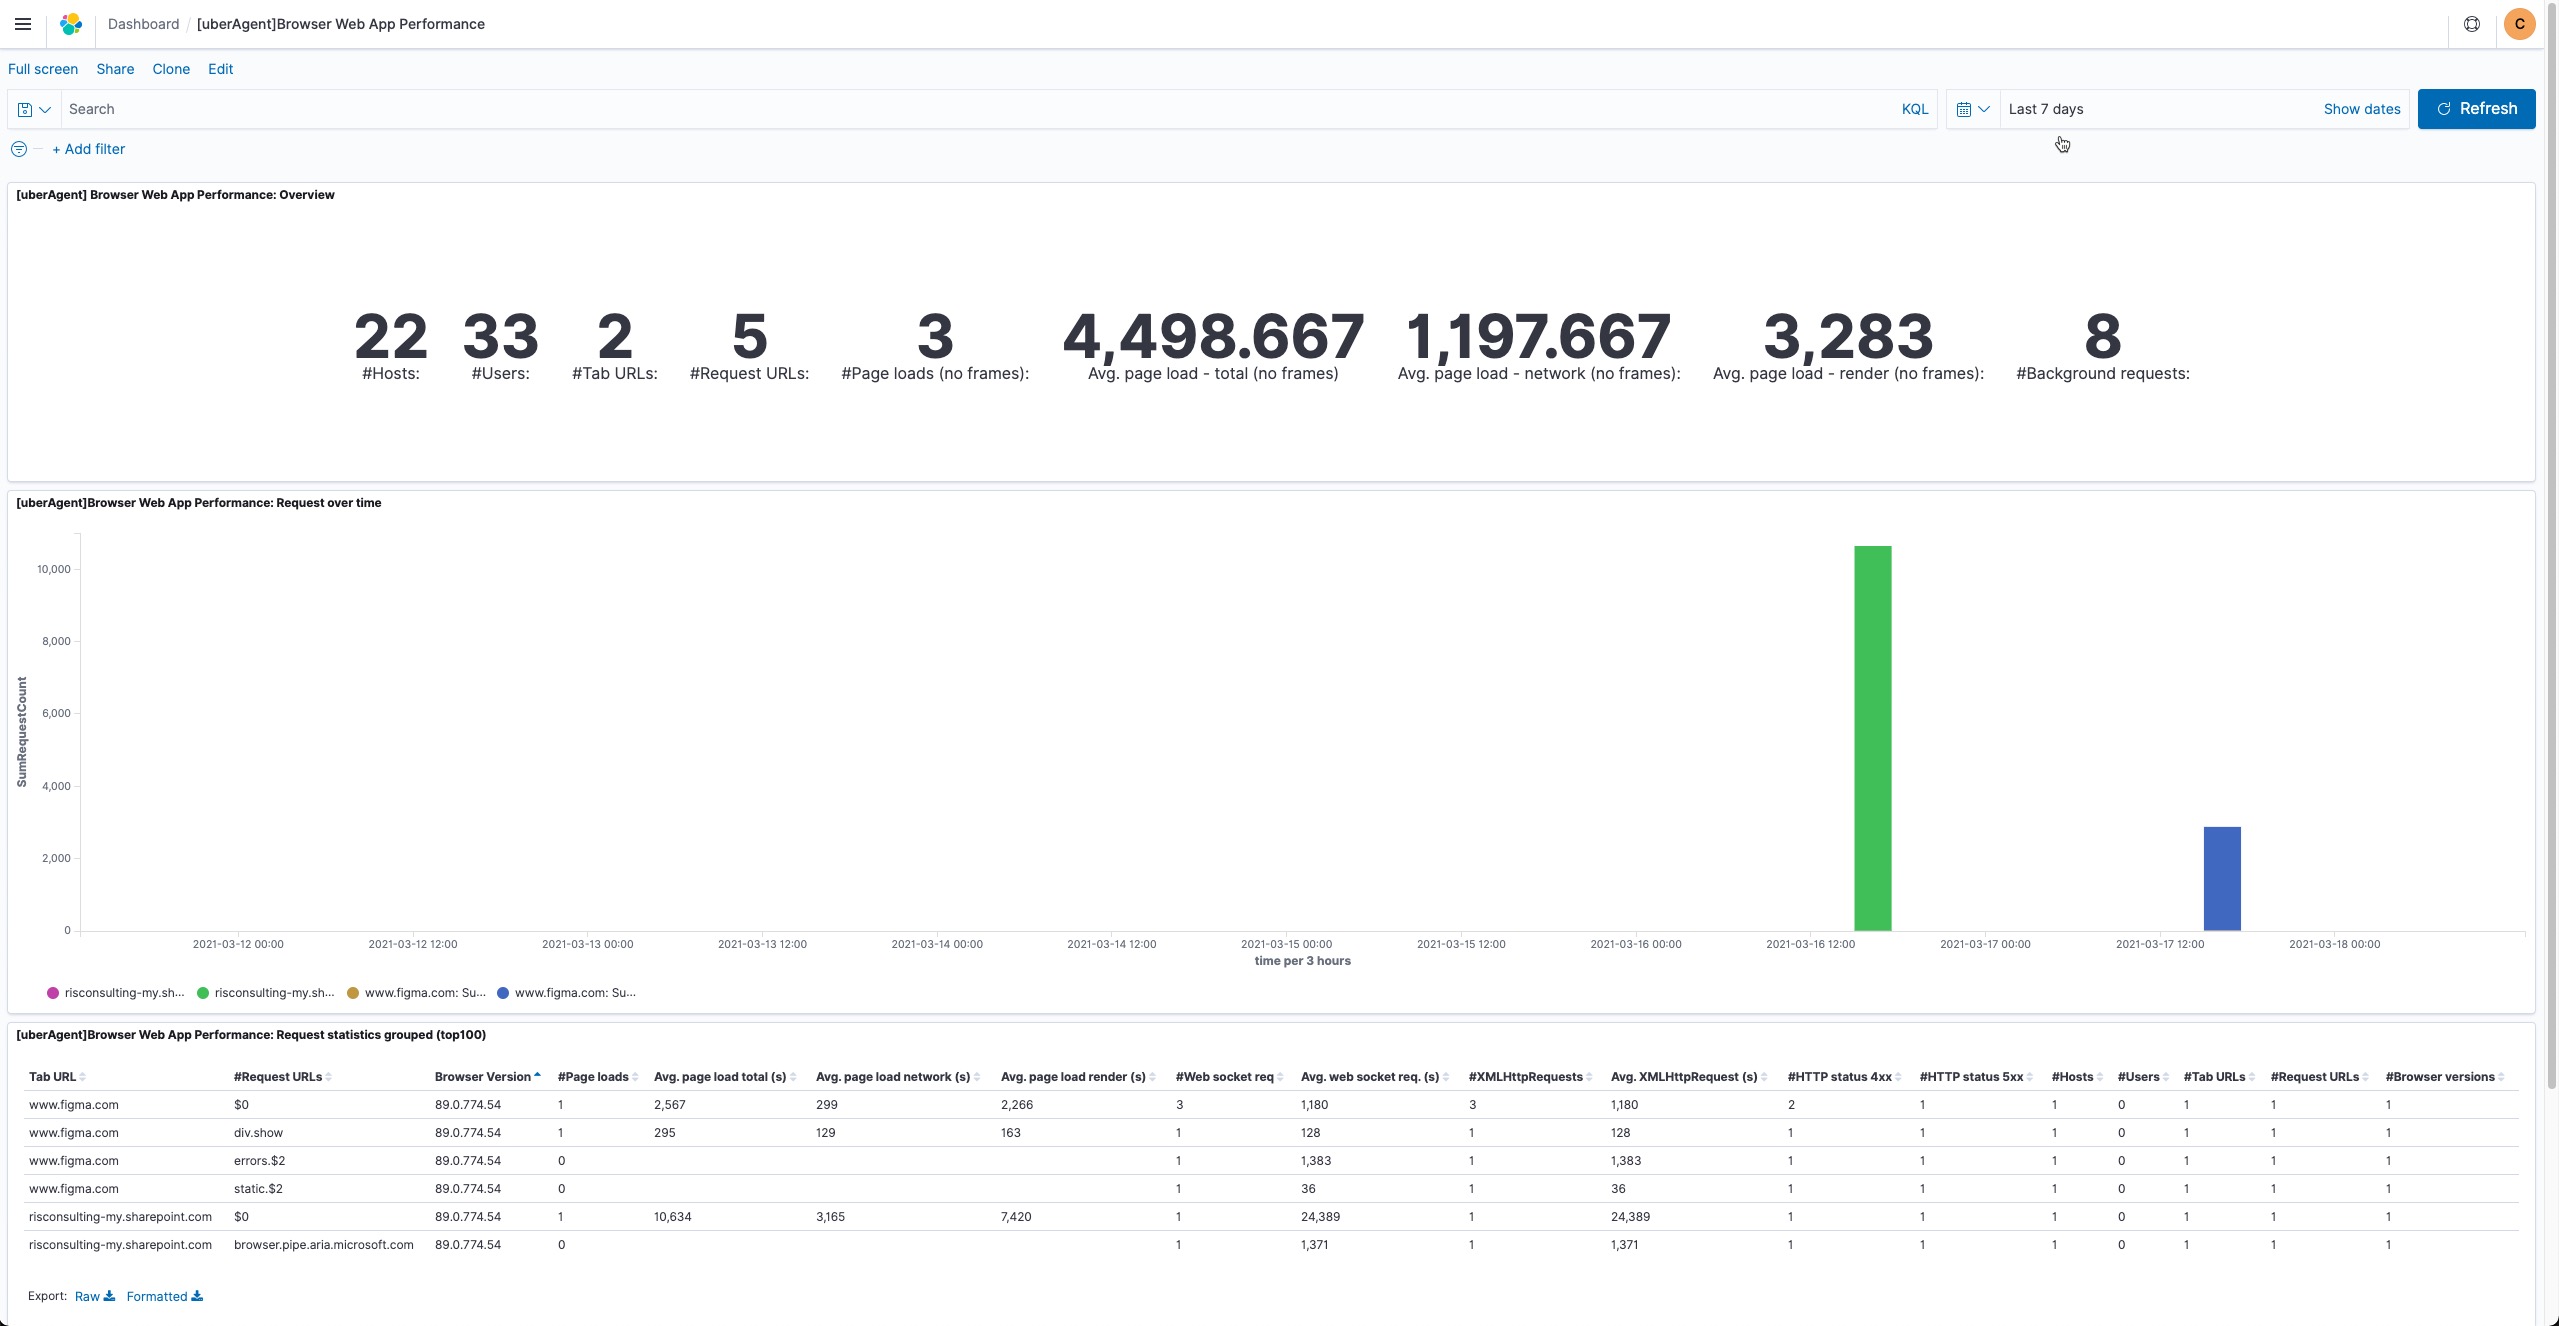 Dashboard / [uberAgent]Browser Web App Performance
C
Full screen Share Clone Edit
Search KQL Last 7 days Show dates Refresh
+ Add filter
[uberAgent] Browser Web App Performance: Overview
22 33 2 5 3 4,498.667 1,197.667 3,283 8
#Hosts: #Users: #Tab URLs: #Request URLs: #Page loads (no frames): Avg. page load - total (no frames) Avg. page load - network (no frames): Avg. page load - render (no frames): #Background requests:
[uberAgent]Browser Web App Performance: Request over time
SumRequestCount
10,000
8,000
6,000
4,000
2,000
0
2021-03-12 00:00 2021-03-12 12:00 2021-03-13 00:00 2021-03-13 12:00 2021-03-14 00:00 2021-03-14 12:00 2021-03-15 00:00 2021-03-15 12:00 2021-03-16 00:00 2021-03-16 12:00 2021-03-17 00:00 2021-03-17 12:00 2021-03-18 00:00
time per 3 hours
risconsulting-my.sh... risconsulting-my.sh... www.figma.com: Su... www.figma.com: Su...
[uberAgent]Browser Web App Performance: Request statistics grouped (top100)
Tab URL #Request URLs Browser Version #Page loads Avg. page load total (s) Avg. page load network (s) Avg. page load render (s) #Web socket req Avg. web socket req. (s) #XMLHttpRequests Avg. XMLHttpRequest (s) #HTTP status 4xx #HTTP status 5xx #Hosts #Users #Tab URLs #Request URLs #Browser versions
www.figma.com $0 89.0.774.54 1 2,567 299 2,266 3 1,180 3 1,180 2 1 1 0 1 1 1
www.figma.com div.show 89.0.774.54 1 295 129 163 1 128 1 128 1 1 1 0 1 1 1
www.figma.com errors.$2 89.0.774.54 0 1 1,383 1 1,383 1 1 1 0 1 1 1
www.figma.com static.$2 89.0.774.54 0 1 36 1 36 1 1 1 0 1 1 1
risconsulting-my.sharepoint.com $0 89.0.774.54 1 10,634 3,165 7,420 1 24,389 1 24,389 1 1 1 0 1 1 1
risconsulting-my.sharepoint.com browser.pipe.aria.microsoft.com 89.0.774.54 0 1 1,371 1 1,371 1 1 1 0 1 1 1
Export: Raw Formatted